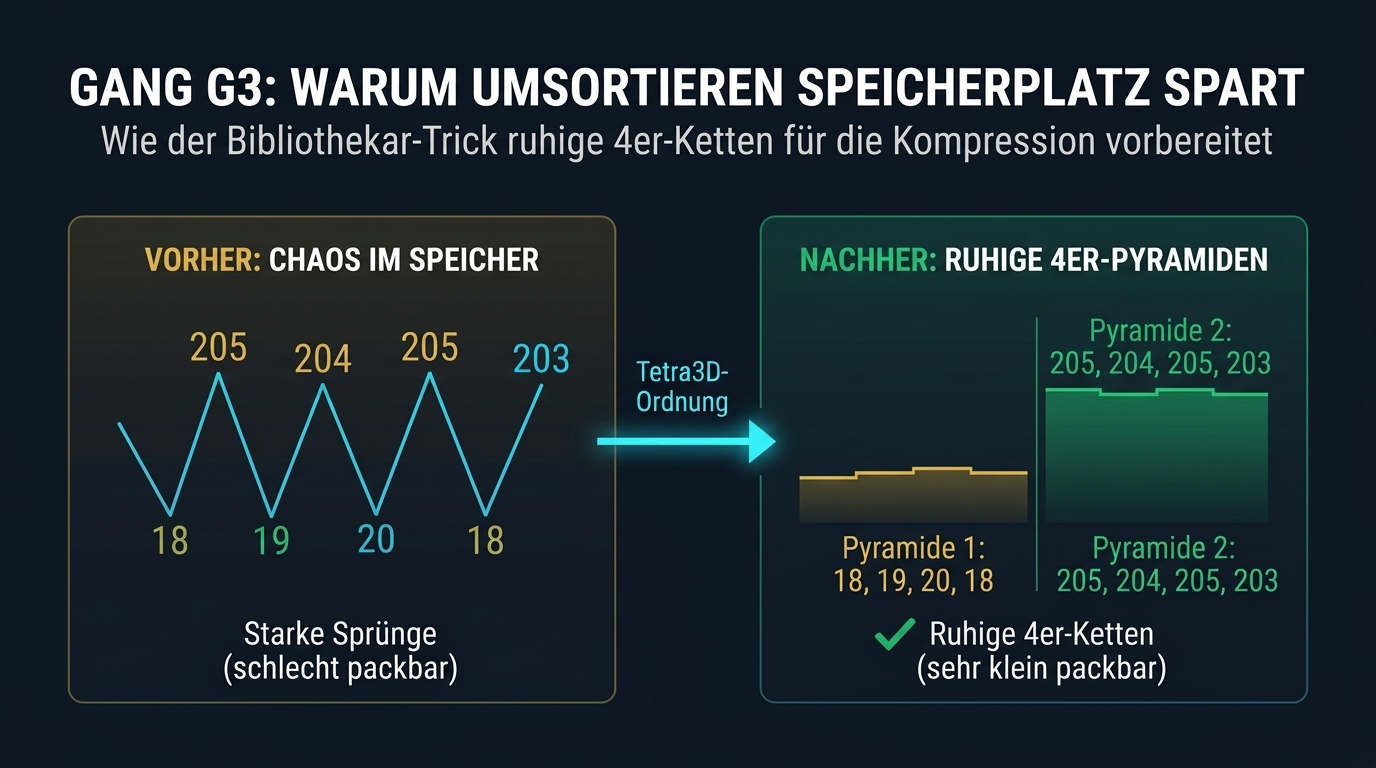 GANG G3: WARUM UMSORTIEREN SPEICHERPLATZ SPART
Wie der Bibliothekar-Trick ruhige 4er-Ketten für die Kompression vorbereitet
VORHER: CHAOS IM SPEICHER
205
204
205
203
18
19
20
18
Starke Sprünge
(schlecht packbar)
Tetra3D-
Ordnung
NACHHER: RUHIGE 4ER-PYRAMIDEN
Pyramide 2:
205, 204, 205, 203
Pyramide 1:
18, 19, 20, 18
Pyramide 2:
205, 204, 205, 203
Ruhige 4er-Ketten
(sehr klein packbar)